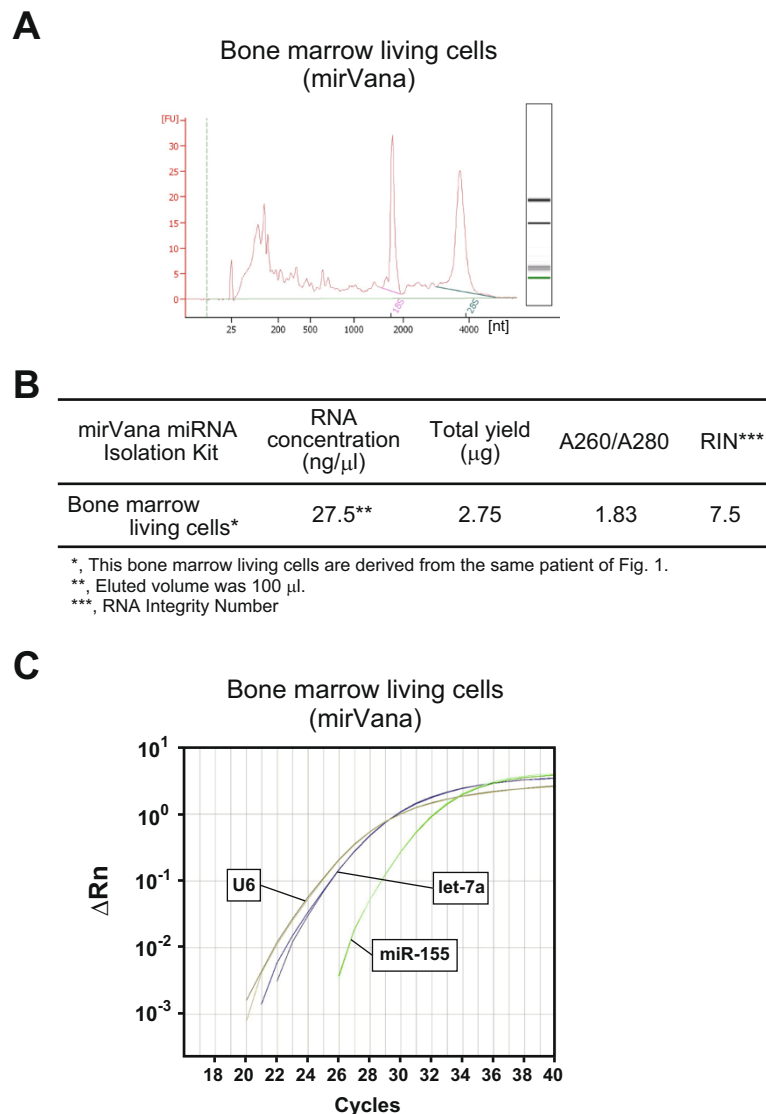 A
Bone marrow living cells
(mirVana)
[FU]
30
25
20
15
10
5
0
18S
28S
25 200 500 1000 2000 4000 [nt]
B
mirVana miRNA
Isolation Kit
RNA
concentration
(ng/μl)
Total yield
(μg)
A260/A280
RIN***
Bone marrow
living cells*
27.5**
2.75
1.83
7.5
*, This bone marrow living cells are derived from the same patient of Fig. 1.
**, Eluted volume was 100 μl.
***, RNA Integrity Number
C
Bone marrow living cells
(mirVana)
10¹
10⁰
10⁻¹
10⁻²
10⁻³
ΔRn
U6
let-7a
miR-155
18 20 22 24 26 28 30 32 34 36 38 40
Cycles